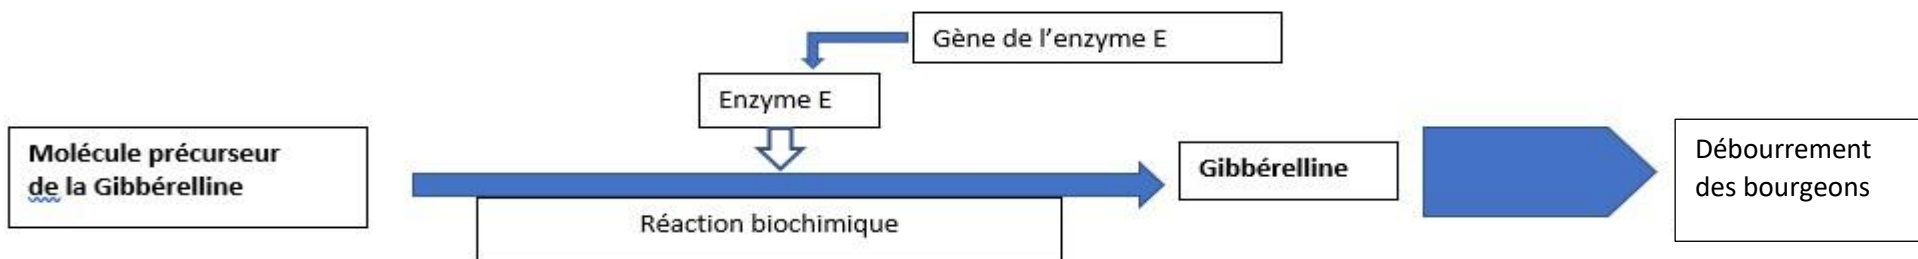 Gène de l’enzyme E
Enzyme E
Molécule précurseur
de la Gibbérelline
Réaction biochimique
Gibbérelline
Débourrement
des bourgeons